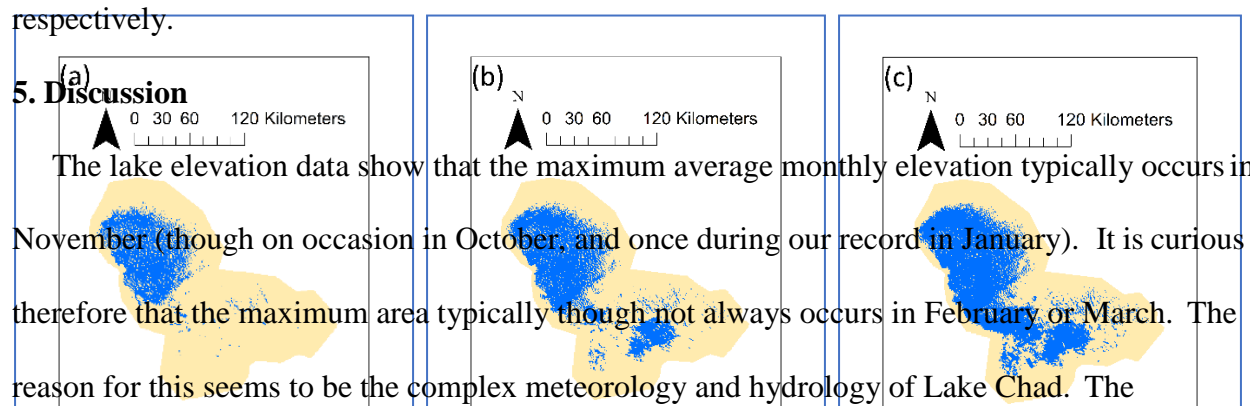 respectively.
(a)
(b)
(c)
5. Discussion
N
0 30 60 120 Kilometers
N
0 30 60 120 Kilometers
N
0 30 60 120 Kilometers
The lake elevation data show that the maximum average monthly elevation typically occurs in
November (though on occasion in October, and once during our record in January). It is curious
therefore that the maximum area typically though not always occurs in February or March. The
reason for this seems to be the complex meteorology and hydrology of Lake Chad. The